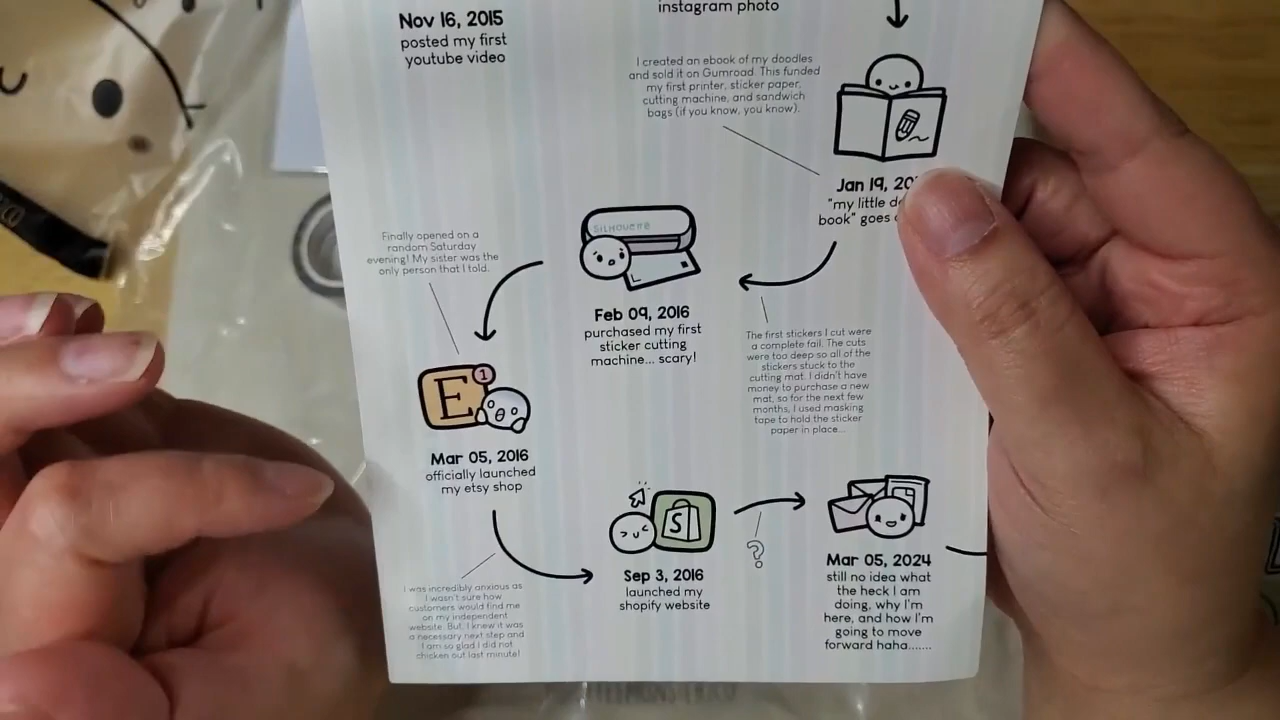 Nov 16, 2015
posted my first
youtube video
instagram photo
I created an ebook of my doodles
and sold it on Gumroad. This funded
my first printer, sticker paper,
cutting machine, and sandwich
bags (if you know, you know).
Jan 19,
"my little
book" goes
SILHOUETTE
Feb 09, 2016
purchased my first
sticker cutting
machine... scary!
The first stickers I cut were
a complete fail. The cuts
were too deep so all of the
stickers stuck to the
cutting mat. I didn't have
money to purchase a new
mat, so for the next few
months, I used masking
tape to hold the sticker
paper in place...
Finally opened on a
random Saturday
evening! My sister was the
only person that I told.
E
1
Mar 05, 2016
officially launched
my etsy shop
I was incredibly anxious as
I wasn't sure how
customers would find me
on my independent
website. But, I knew it was
a necessary next step and
I am so glad I did not
chicken out last minute!
S
Sep 3, 2016
launched my
shopify website
?
Mar 05, 2024
still no idea what
the heck I am
doing, why I'm
here, and how I'm
going to move
forward haha.......